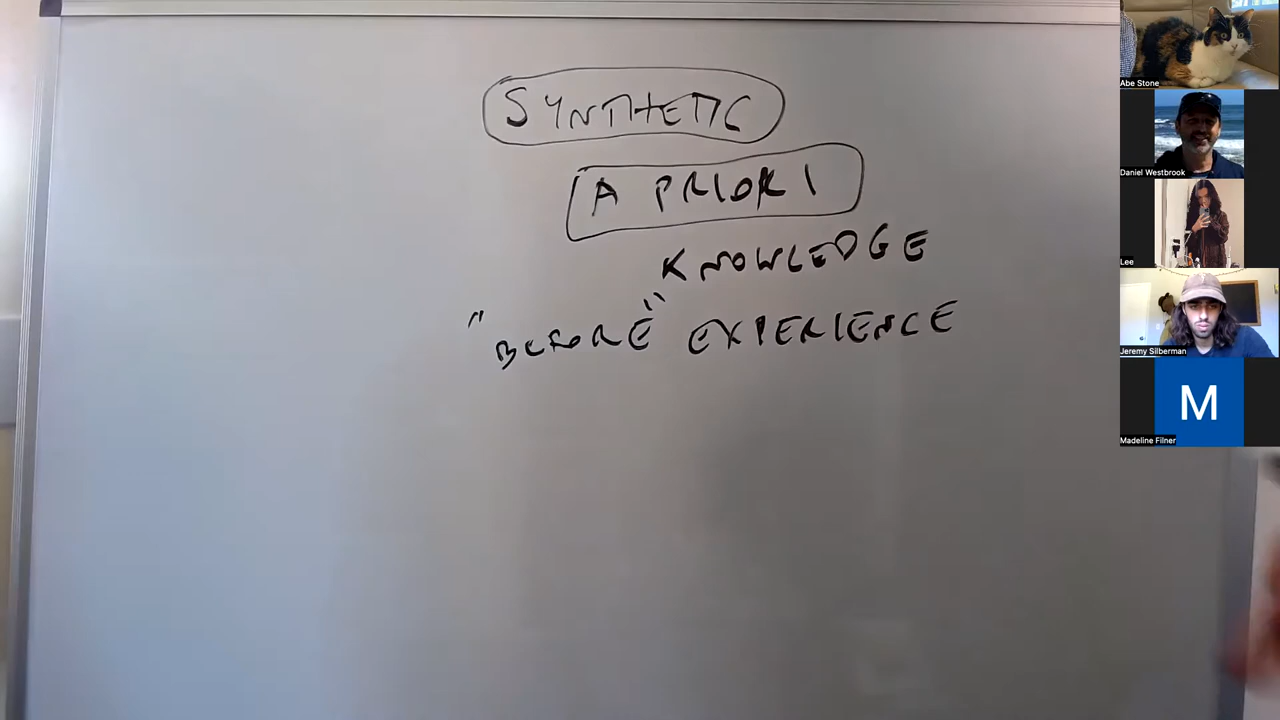 SYNTHETIC
A PRIORI
KNOWLEDGE
"BEFORE" EXPERIENCE
Abe Stone
Daniel Westbrook
Lee
Jeremy Silberman
M
Madeline Filner